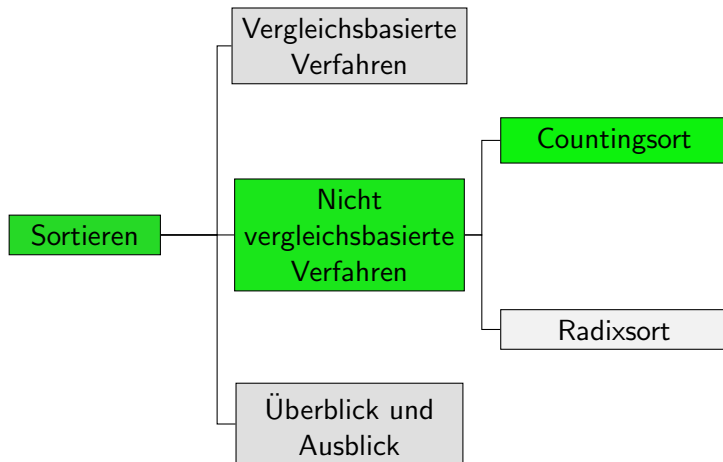 Vergleichsbasierte
Verfahren
Countingsort
Nicht
vergleichsbasierte
Verfahren
Sortieren
Radixsort
Überblick und
Ausblick